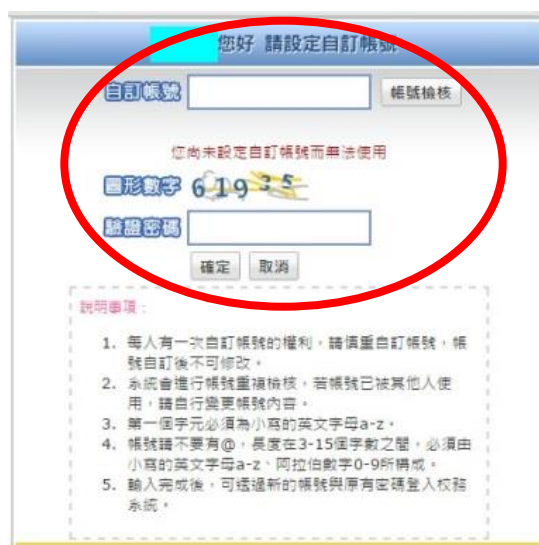 您好 請設定自訂帳號
自訂帳號
帳號檢核
您尚未設定自訂帳號而無法使用
圖形數字 61935
驗證密碼
確定 取消
說明事項：
1. 每人有一次自訂帳號的權利，請慎重自訂帳號，帳
號自訂後不可修改。
2. 系統會進行帳號重複檢核，若帳號已被其他人使
用，請自行變更帳號內容。
3. 第一個字元必須為小寫的英文字母a-z。
4. 帳號請不要有@，長度在3-15個字數之間，必須由
小寫的英文字母a-z、阿拉伯數字0-9所構成。
5. 輸入完成後，可透過新的帳號與原有密碼登入校務
系統。